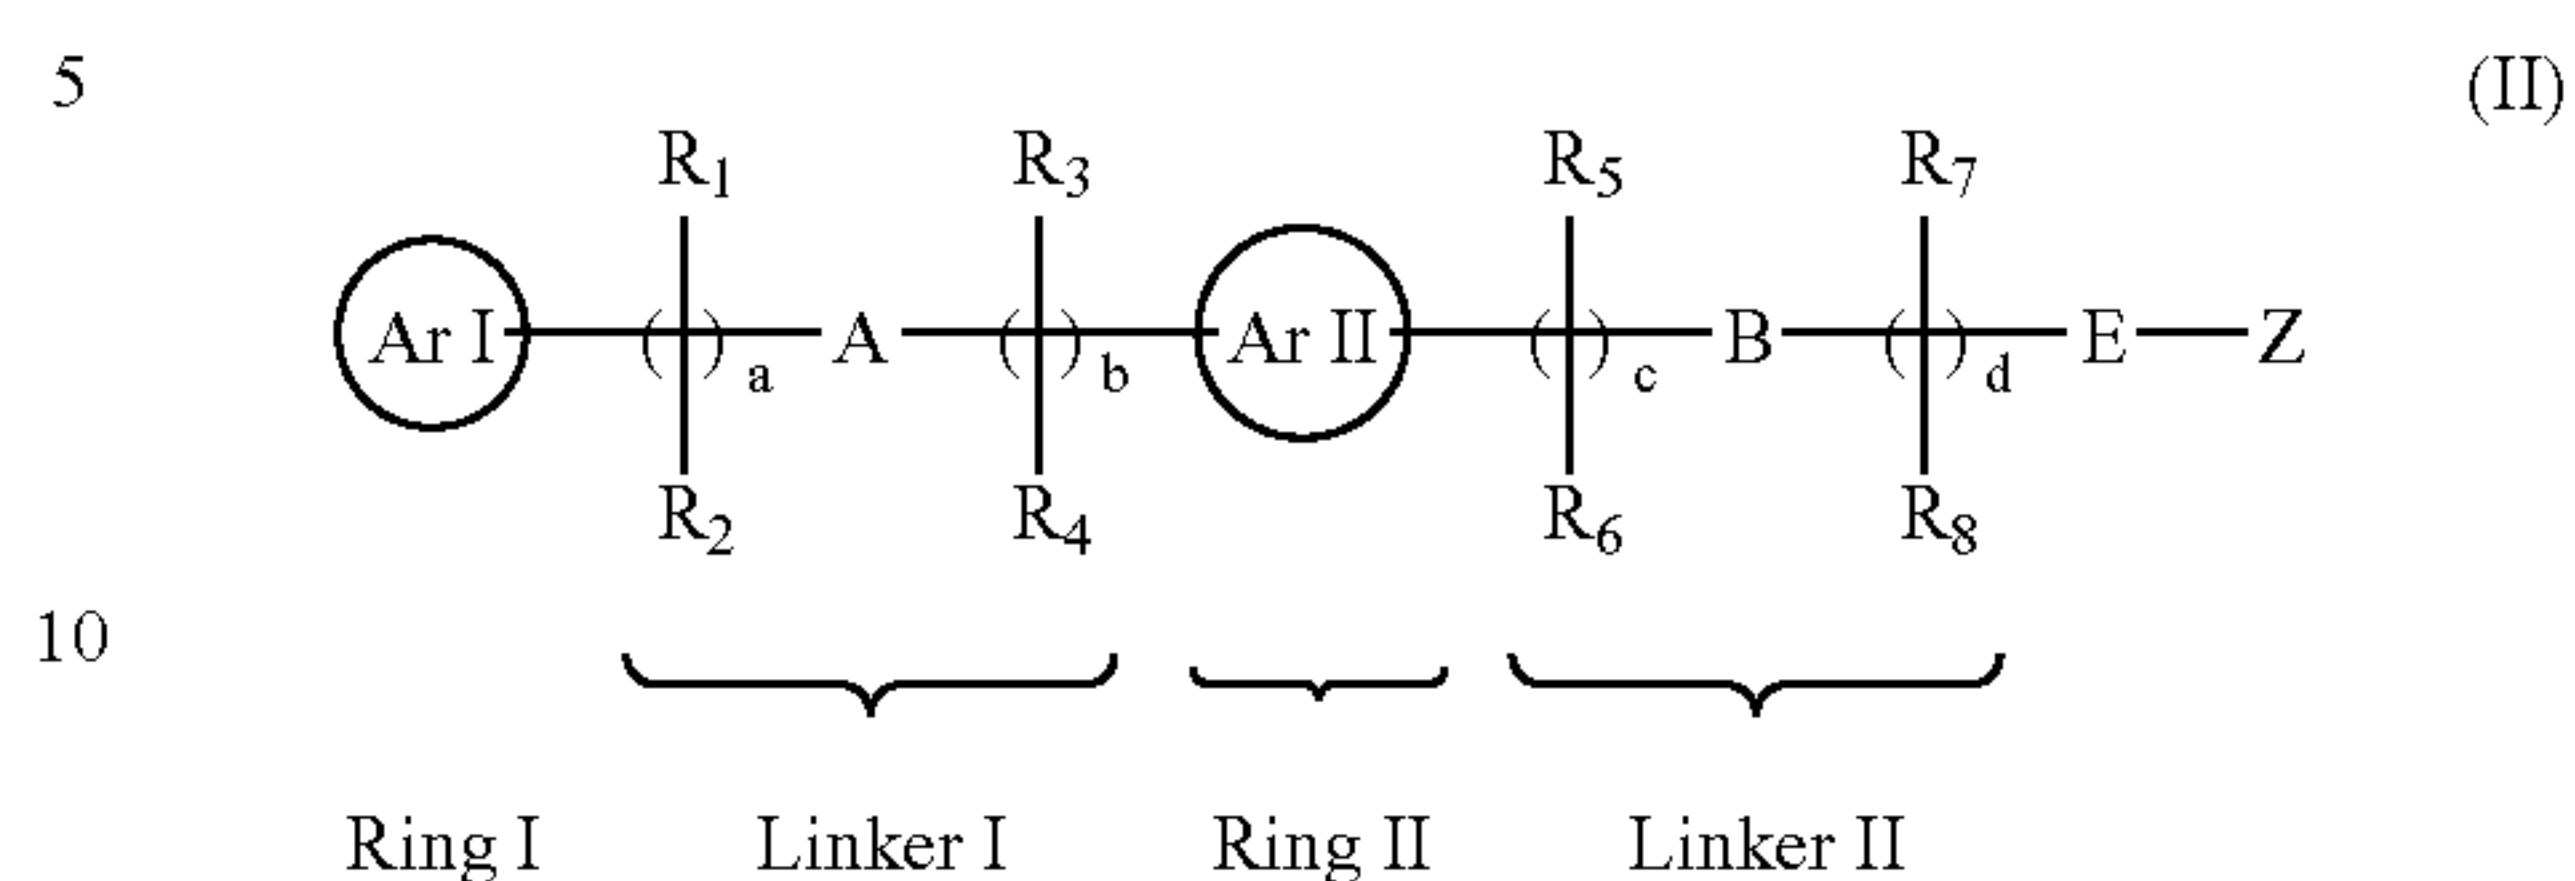 5 (II)
R1 R3 R5 R7
Ar I ( )a A ( )b Ar II ( )c B ( )d E Z
R2 R4 R6 R8
10
Ring I Linker I Ring II Linker II